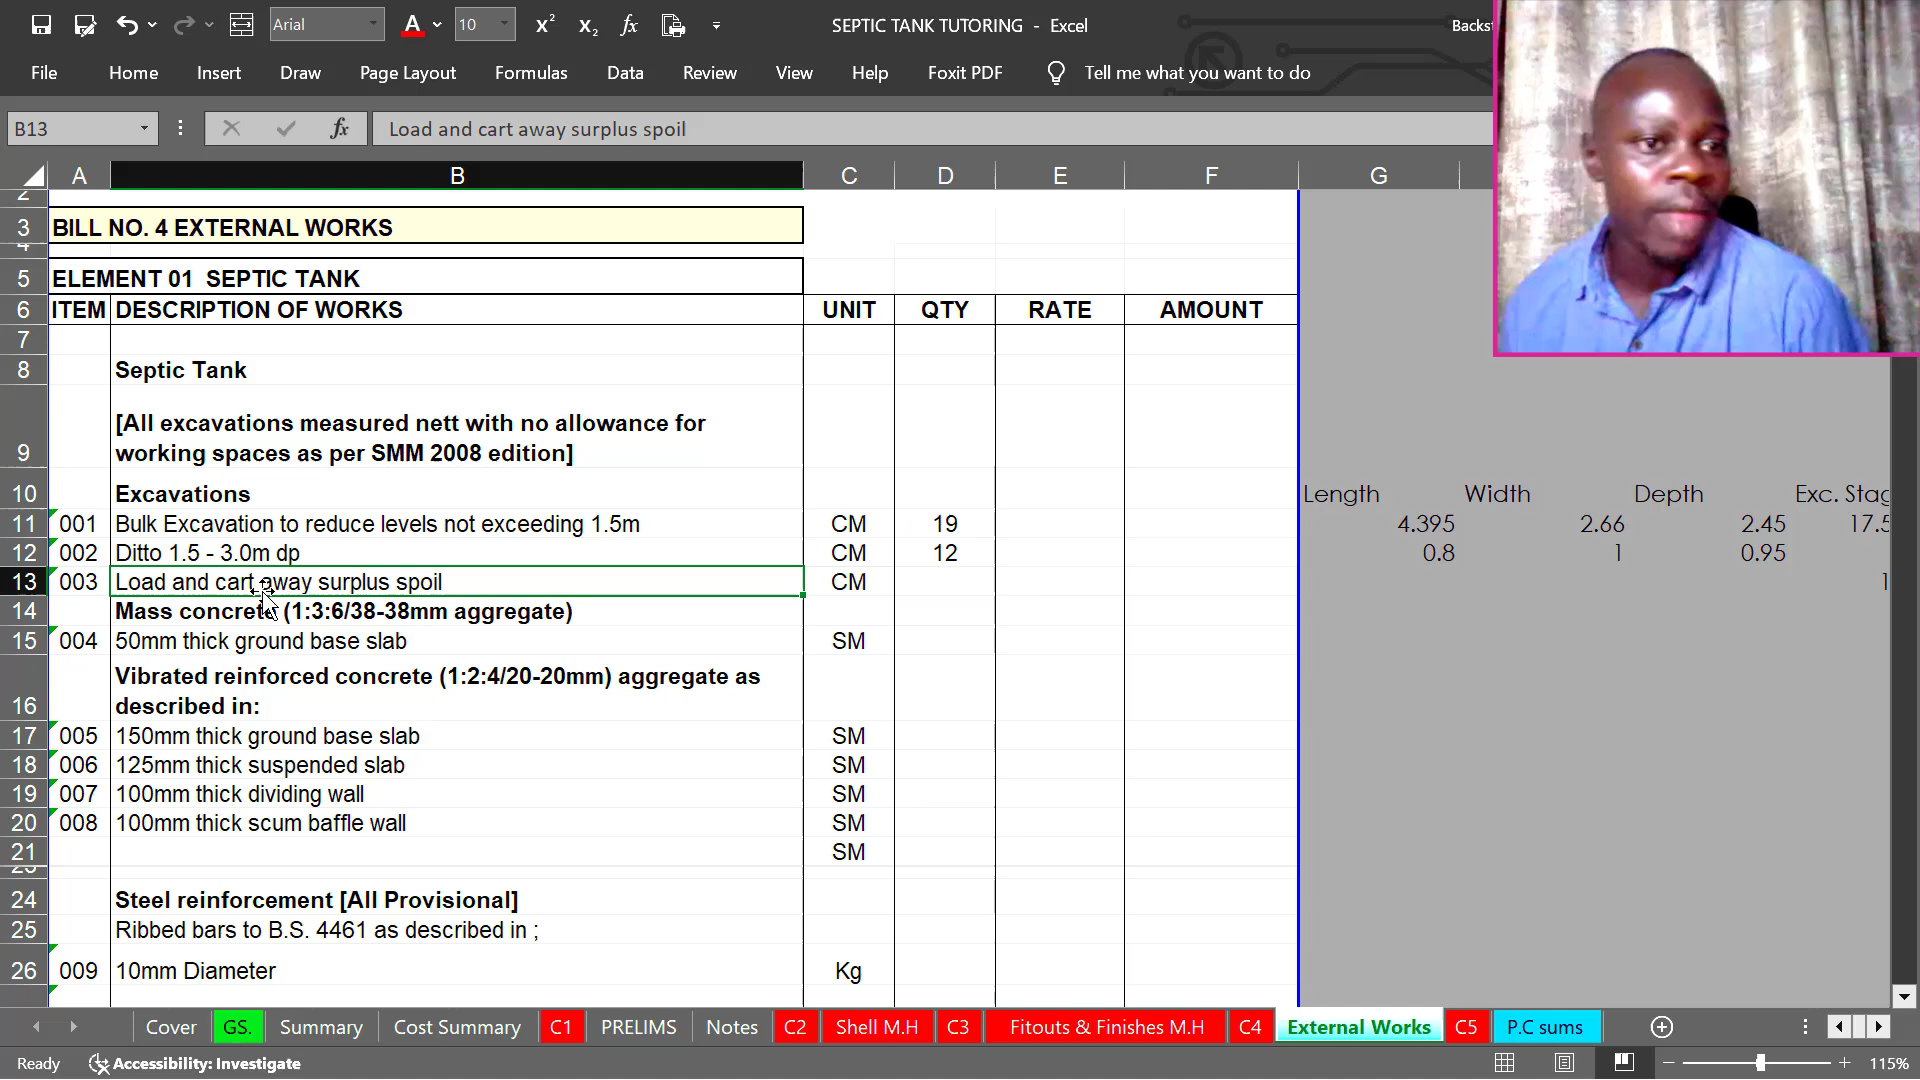 Arial
A
10
X²
X₂
fx
SEPTIC TANK TUTORING - Excel
Backst
File Home Insert Draw Page Layout Formulas Data Review View Help Foxit PDF Tell me what you want to do
B13 fx Load and cart away surplus spoil
A B C D E F G
3 BILL NO. 4 EXTERNAL WORKS
5 ELEMENT 01 SEPTIC TANK
6 ITEM DESCRIPTION OF WORKS UNIT QTY RATE AMOUNT
7
8 Septic Tank
[All excavations measured nett with no allowance for
9 working spaces as per SMM 2008 edition]
10 Excavations Length Width Depth Exc. Stag
11 001 Bulk Excavation to reduce levels not exceeding 1.5m CM 19 4.395 2.66 2.45 17.5
12 002 Ditto 1.5 - 3.0m dp CM 12 0.8 1 0.95
13 003 Load and cart away surplus spoil CM 1
14 Mass concrete (1:3:6/38-38mm aggregate)
15 004 50mm thick ground base slab SM
Vibrated reinforced concrete (1:2:4/20-20mm) aggregate as
16 described in:
17 005 150mm thick ground base slab SM
18 006 125mm thick suspended slab SM
19 007 100mm thick dividing wall SM
20 008 100mm thick scum baffle wall SM
21 SM
24 Steel reinforcement [All Provisional]
25 Ribbed bars to B.S. 4461 as described in ;
26 009 10mm Diameter Kg
Cover GS. Summary Cost Summary C1 PRELIMS Notes C2 Shell M.H C3 Fitouts & Finishes M.H C4 External Works C5 P.C sums
Ready Accessibility: Investigate 115%